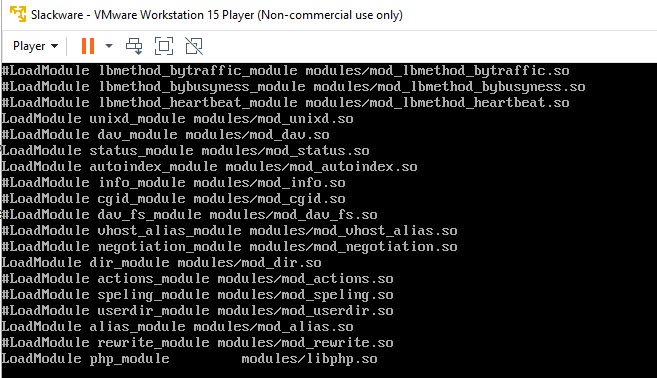 Slackware - VMware Workstation 15 Player (Non-commercial use only)
Player
#LoadModule lbmethod_bytraffic_module modules/mod_lbmethod_bytraffic.so
#LoadModule lbmethod_bybusyness_module modules/mod_lbmethod_bybusyness.so
#LoadModule lbmethod_heartbeat_module modules/mod_lbmethod_heartbeat.so
LoadModule unixd_module modules/mod_unixd.so
#LoadModule dav_module modules/mod_dav.so
LoadModule status_module modules/mod_status.so
LoadModule autoindex_module modules/mod_autoindex.so
#LoadModule info_module modules/mod_info.so
#LoadModule cgid_module modules/mod_cgid.so
#LoadModule dav_fs_module modules/mod_dav_fs.so
#LoadModule vhost_alias_module modules/mod_vhost_alias.so
#LoadModule negotiation_module modules/mod_negotiation.so
LoadModule dir_module modules/mod_dir.so
#LoadModule actions_module modules/mod_actions.so
#LoadModule speling_module modules/mod_speling.so
#LoadModule userdir_module modules/mod_userdir.so
LoadModule alias_module modules/mod_alias.so
#LoadModule rewrite_module modules/mod_rewrite.so
LoadModule php_module         modules/libphp.so